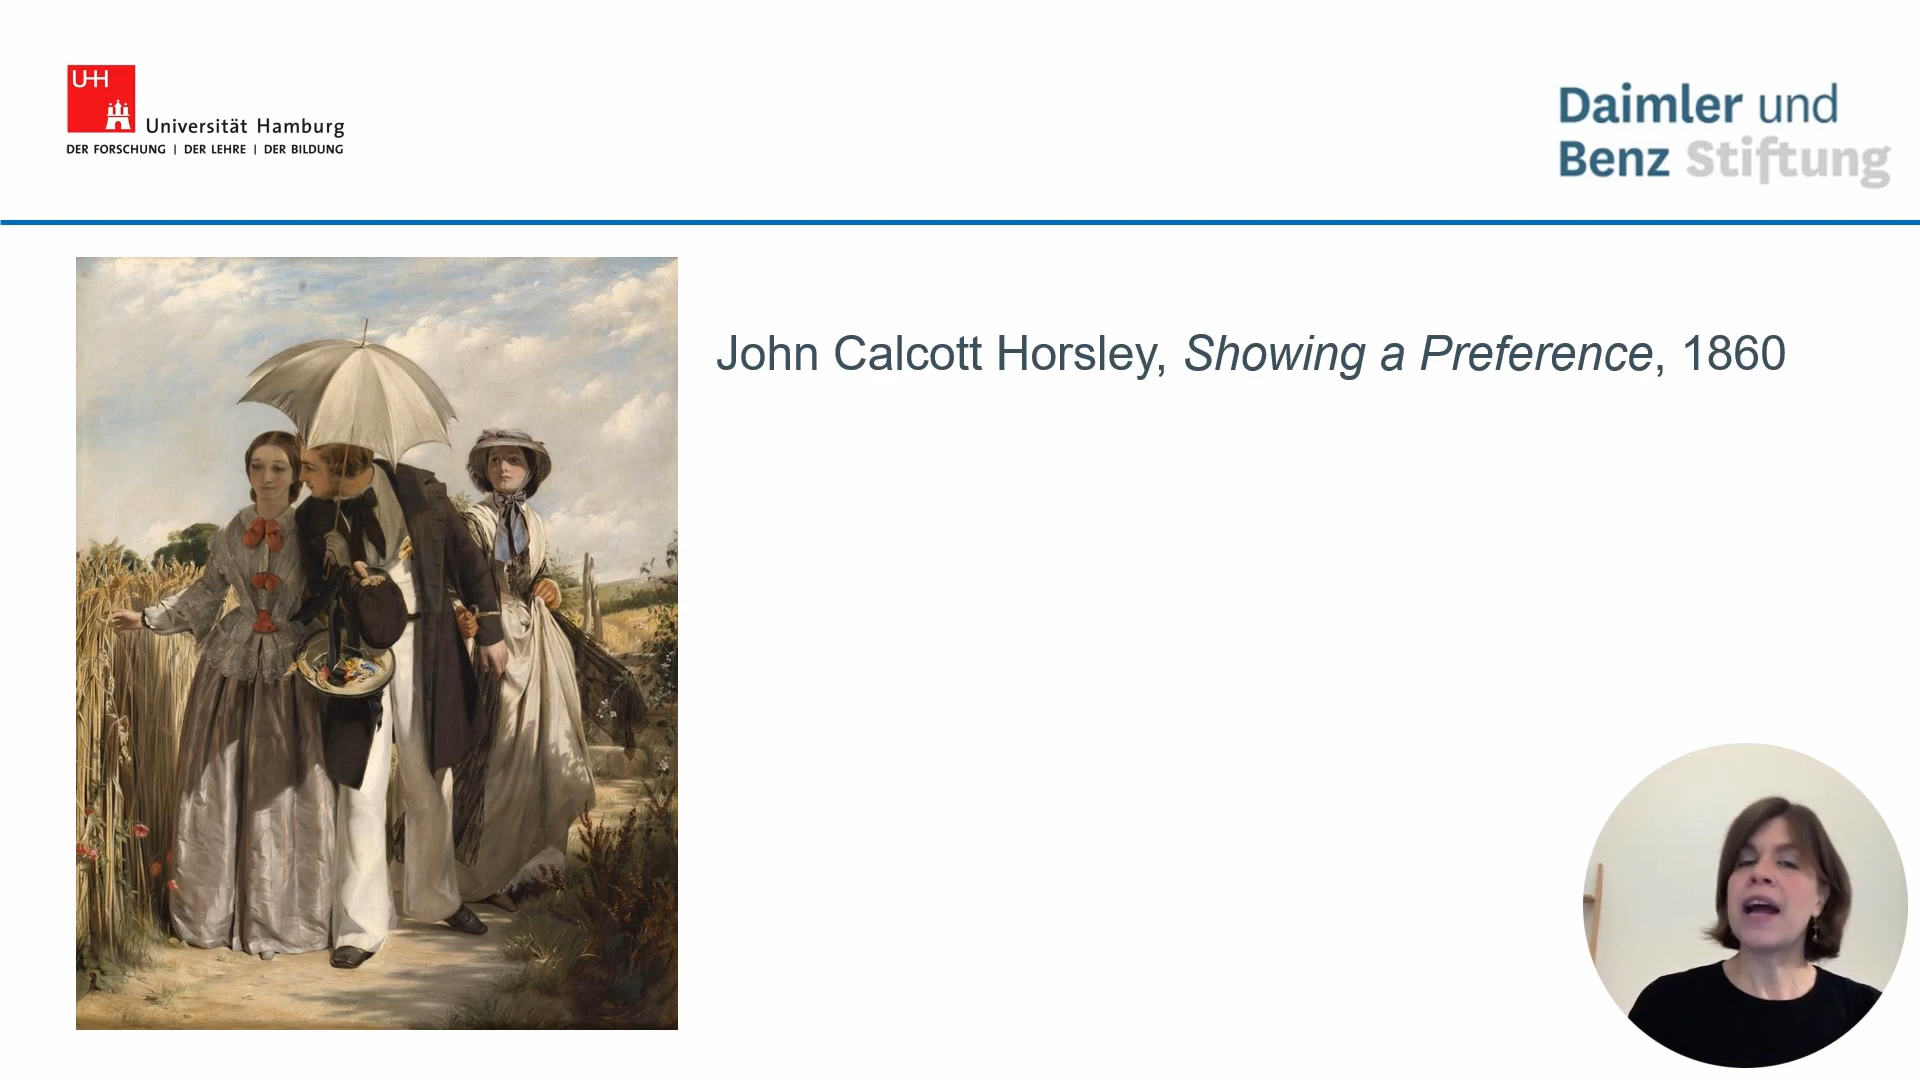 UHH
Universität Hamburg
DER FORSCHUNG | DER LEHRE | DER BILDUNG
Daimler und
Benz Stiftung
John Calcott Horsley, Showing a Preference, 1860